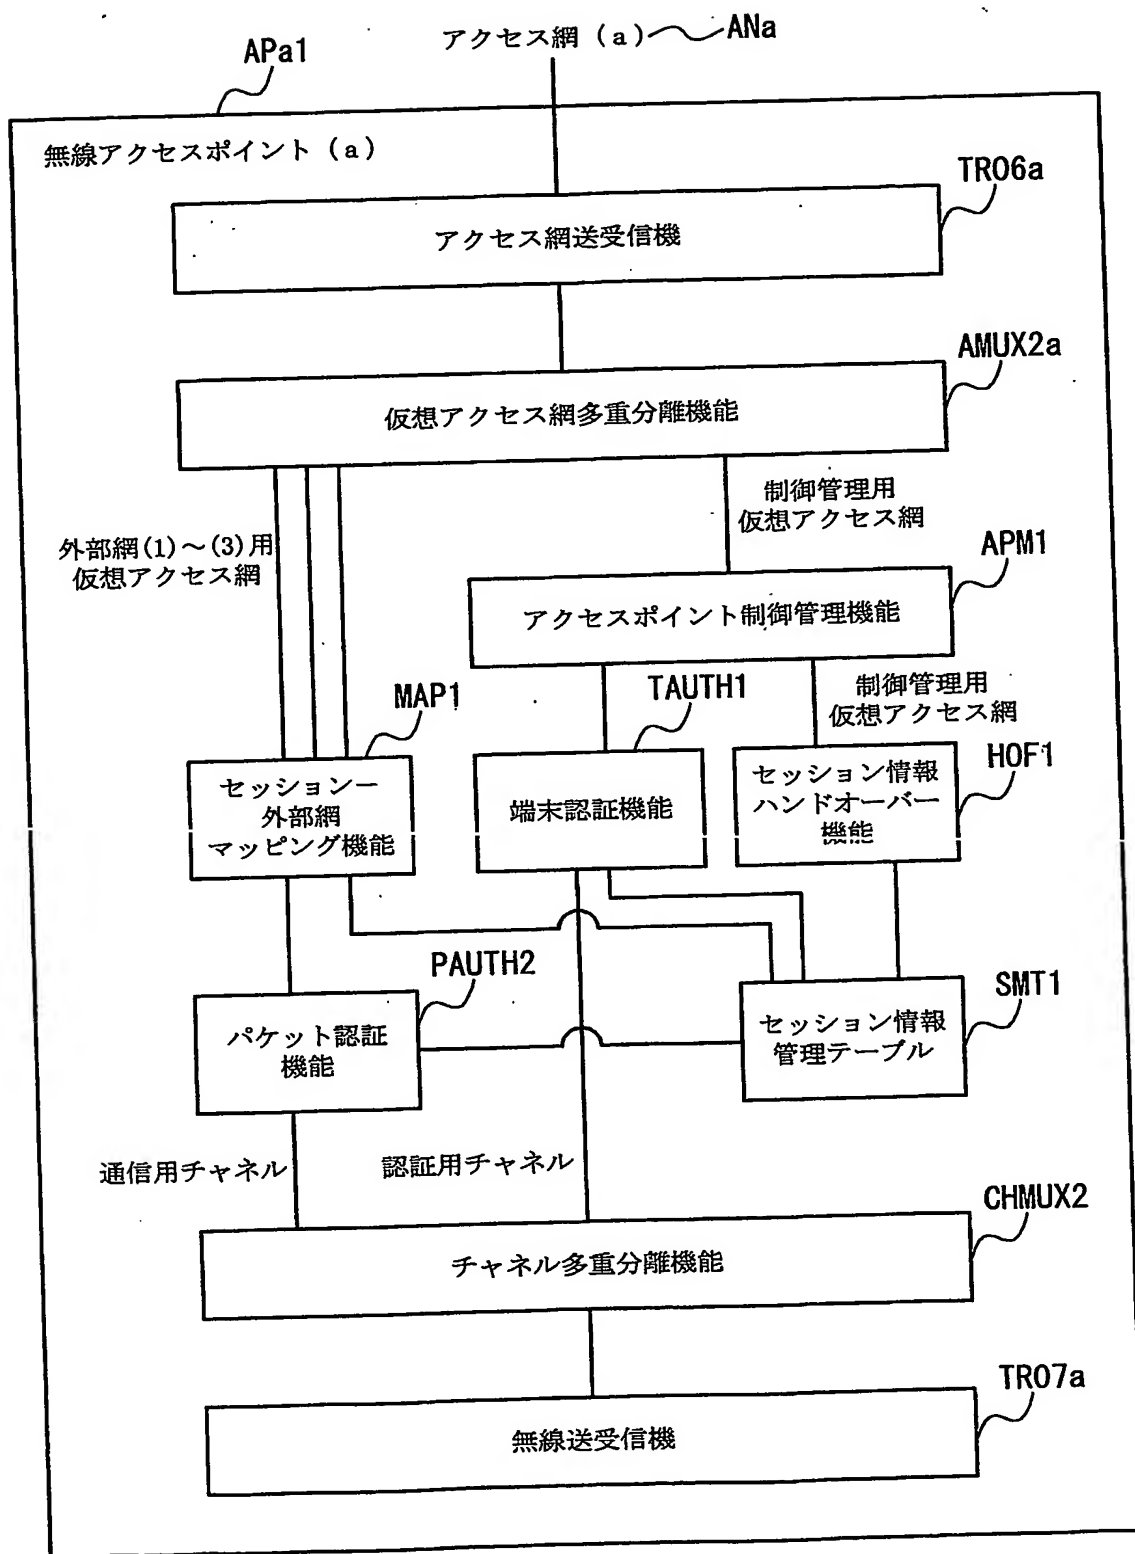 アクセス網（a）
ANa
APa1
無線アクセスポイント（a）
TR06a
アクセス網送受信機
AMUX2a
仮想アクセス網多重分離機能
制御管理用
仮想アクセス網
外部網(1)～(3)用
仮想アクセス網
APM1
アクセスポイント制御管理機能
制御管理用
仮想アクセス網
MAP1
TAUTH1
HOF1
セッションー
外部網
マッピング機能
端末認証機能
セッション情報
ハンドオーバー
機能
PAUTH2
SMT1
パケット認証
機能
セッション情報
管理テーブル
通信用チャネル
認証用チャネル
CHMUX2
チャネル多重分離機能
TR07a
無線送受信機